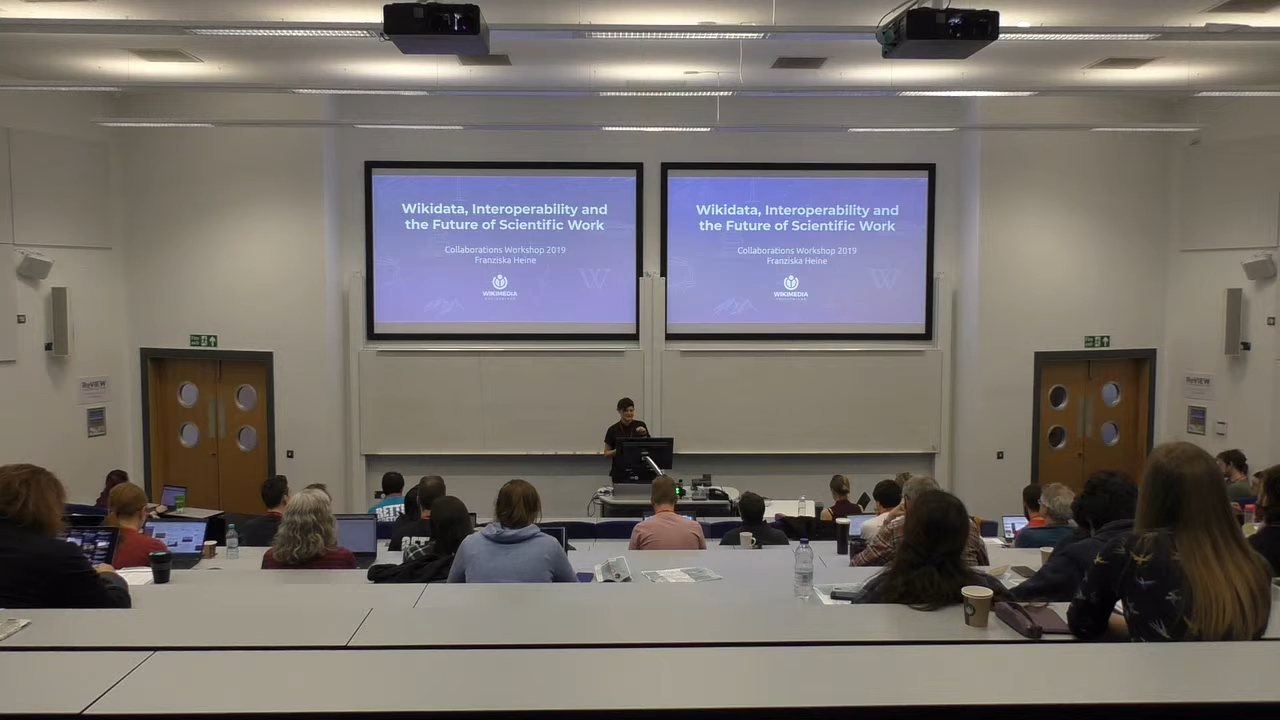 Wikidata, Interoperability and
the Future of Scientific Work
Collaborations Workshop 2019
Franziska Heine
WIKIMEDIA
W
Wikidata, Interoperability and
the Future of Scientific Work
Collaborations Workshop 2019
Franziska Heine
WIKIMEDIA
W